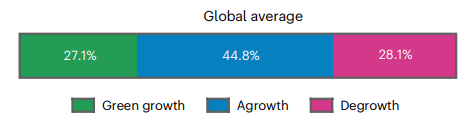 Global average
27.1% 44.8% 28.1%
Green growth Agrowth Degrowth